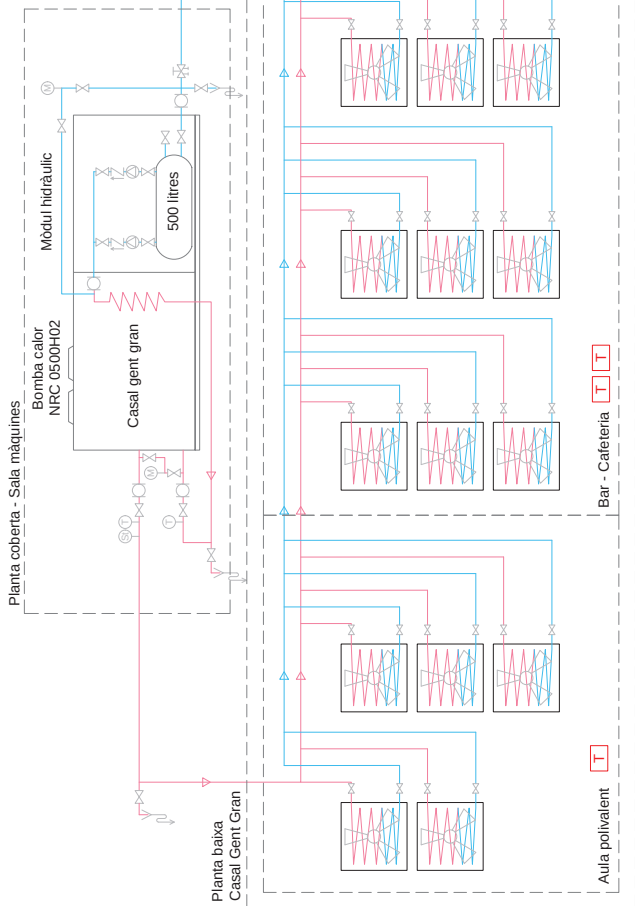 Planta coberta - Sala màquines
Bomba calor
NRC 0500H02
Mòdul hidràulic
Casal gent gran
500 litres
M
M
S
T
T
Planta baixa
Casal Gent Gran
Bar - Cafeteria
T
T
Aula polivalent
T